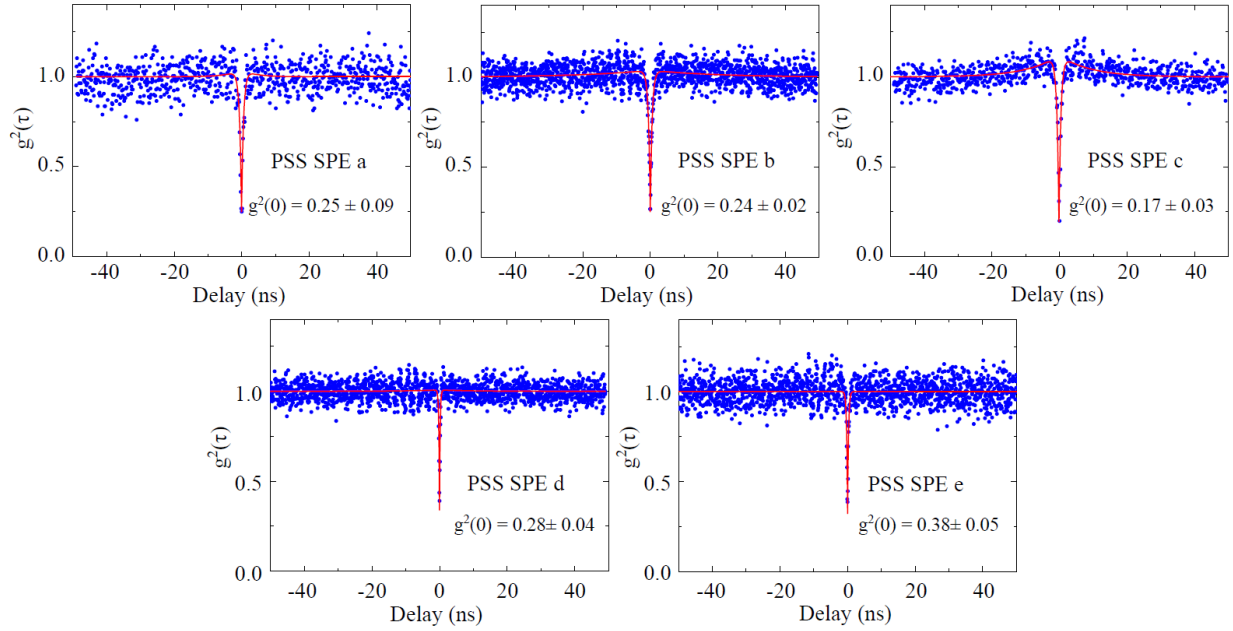 1.0
0.5
0.0
g²(τ)
PSS SPE a
g²(0) = 0.25 ± 0.09
-40 -20 0 20 40
Delay (ns)
1.0
0.5
0.0
g²(τ)
PSS SPE b
g²(0) = 0.24 ± 0.02
-40 -20 0 20 40
Delay (ns)
1.0
0.5
0.0
g²(τ)
PSS SPE c
g²(0) = 0.17 ± 0.03
-40 -20 0 20 40
Delay (ns)
1.0
0.5
0.0
g²(τ)
PSS SPE d
g²(0) = 0.28± 0.04
-40 -20 0 20 40
Delay (ns)
1.0
0.5
0.0
g²(τ)
PSS SPE e
g²(0) = 0.38± 0.05
-40 -20 0 20 40
Delay (ns)